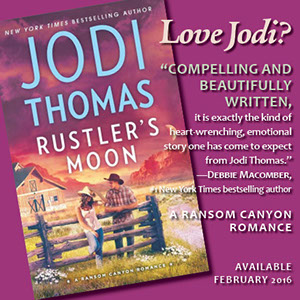 NEW YORK TIMES BESTSELLING AUTHOR
JODI
THOMAS
RUSTLER'S
MOON
A RANSOM CANYON ROMANCE
Love Jodi?
"COMPELLING AND
BEAUTIFULLY
WRITTEN,
it is exactly the kind of
heart-wrenching, emotional
story one has come to expect
from Jodi Thomas."
—DEBBIE MACOMBER,
#1 New York Times bestselling author
A RANSOM CANYON
ROMANCE
AVAILABLE
FEBRUARY 2016